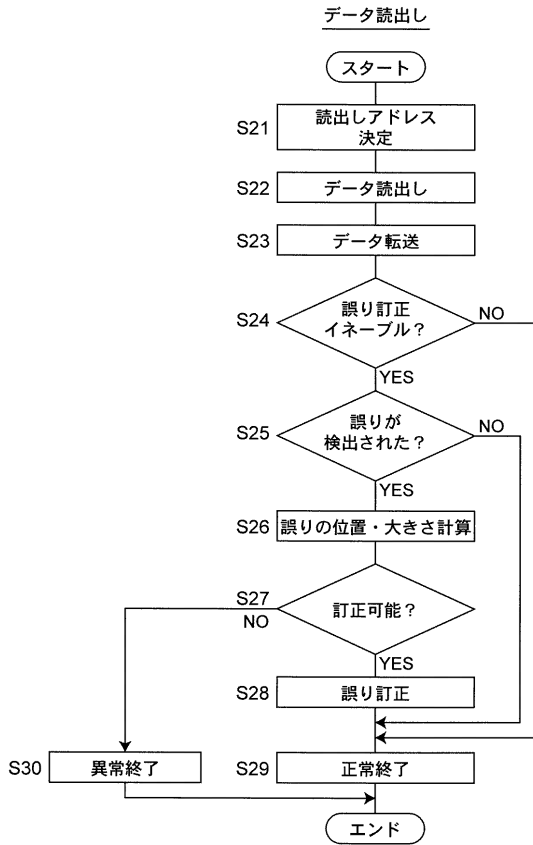 データ読出し
スタート
S21
読出しアドレス
決定
S22
データ読出し
S23
データ転送
S24
誤り訂正
イネーブル？
NO
YES
S25
誤りが
検出された？
NO
YES
S26
誤りの位置・大きさ計算
S27
NO
訂正可能？
YES
S28
誤り訂正
S30
異常終了
S29
正常終了
エンド